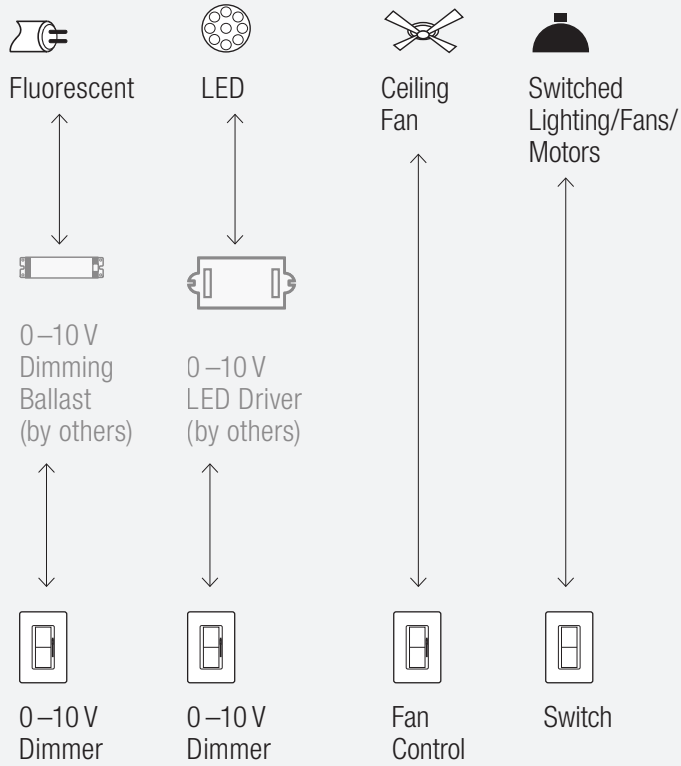 Fluorescent
LED
Ceiling
Fan
Switched
Lighting/Fans/
Motors
0–10 V
Dimming
Ballast
(by others)
0–10 V
LED Driver
(by others)
0–10 V
Dimmer
0–10 V
Dimmer
Fan
Control
Switch